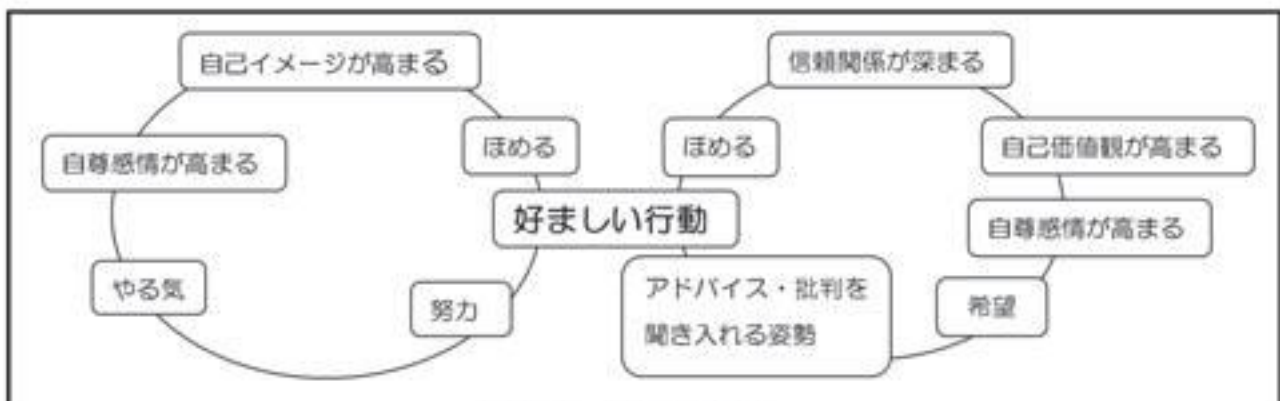 自己イメージが高まる
ほめる
自尊感情が高まる
やる気
努力
好ましい行動
信頼関係が深まる
ほめる
自己価値観が高まる
自尊感情が高まる
希望
アドバイス・批判を
聞き入れる姿勢